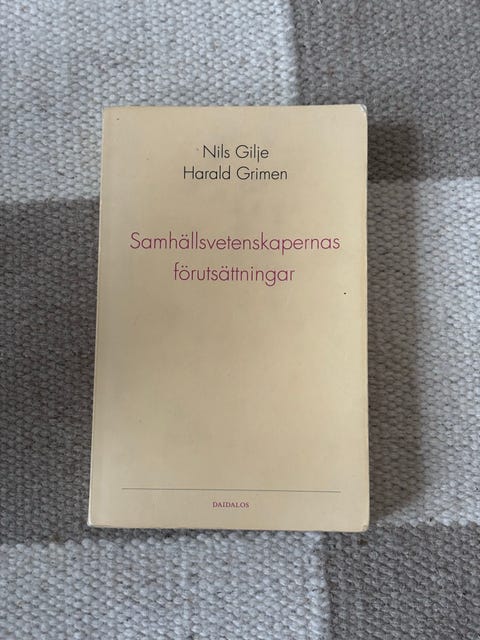 Nils Gilje
Harald Grimen
Samhällsvetenskapernas
förutsättningar
DAIDALOS